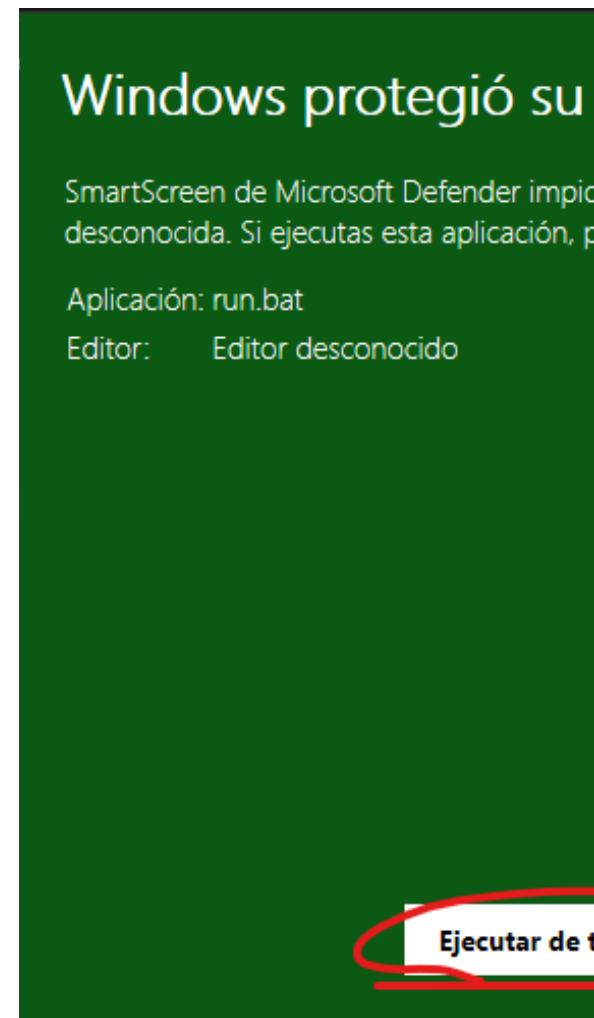 Windows protegió su
SmartScreen de Microsoft Defender impid
desconocida. Si ejecutas esta aplicación, p
Aplicación: run.bat
Editor: Editor desconocido
Ejecutar de t